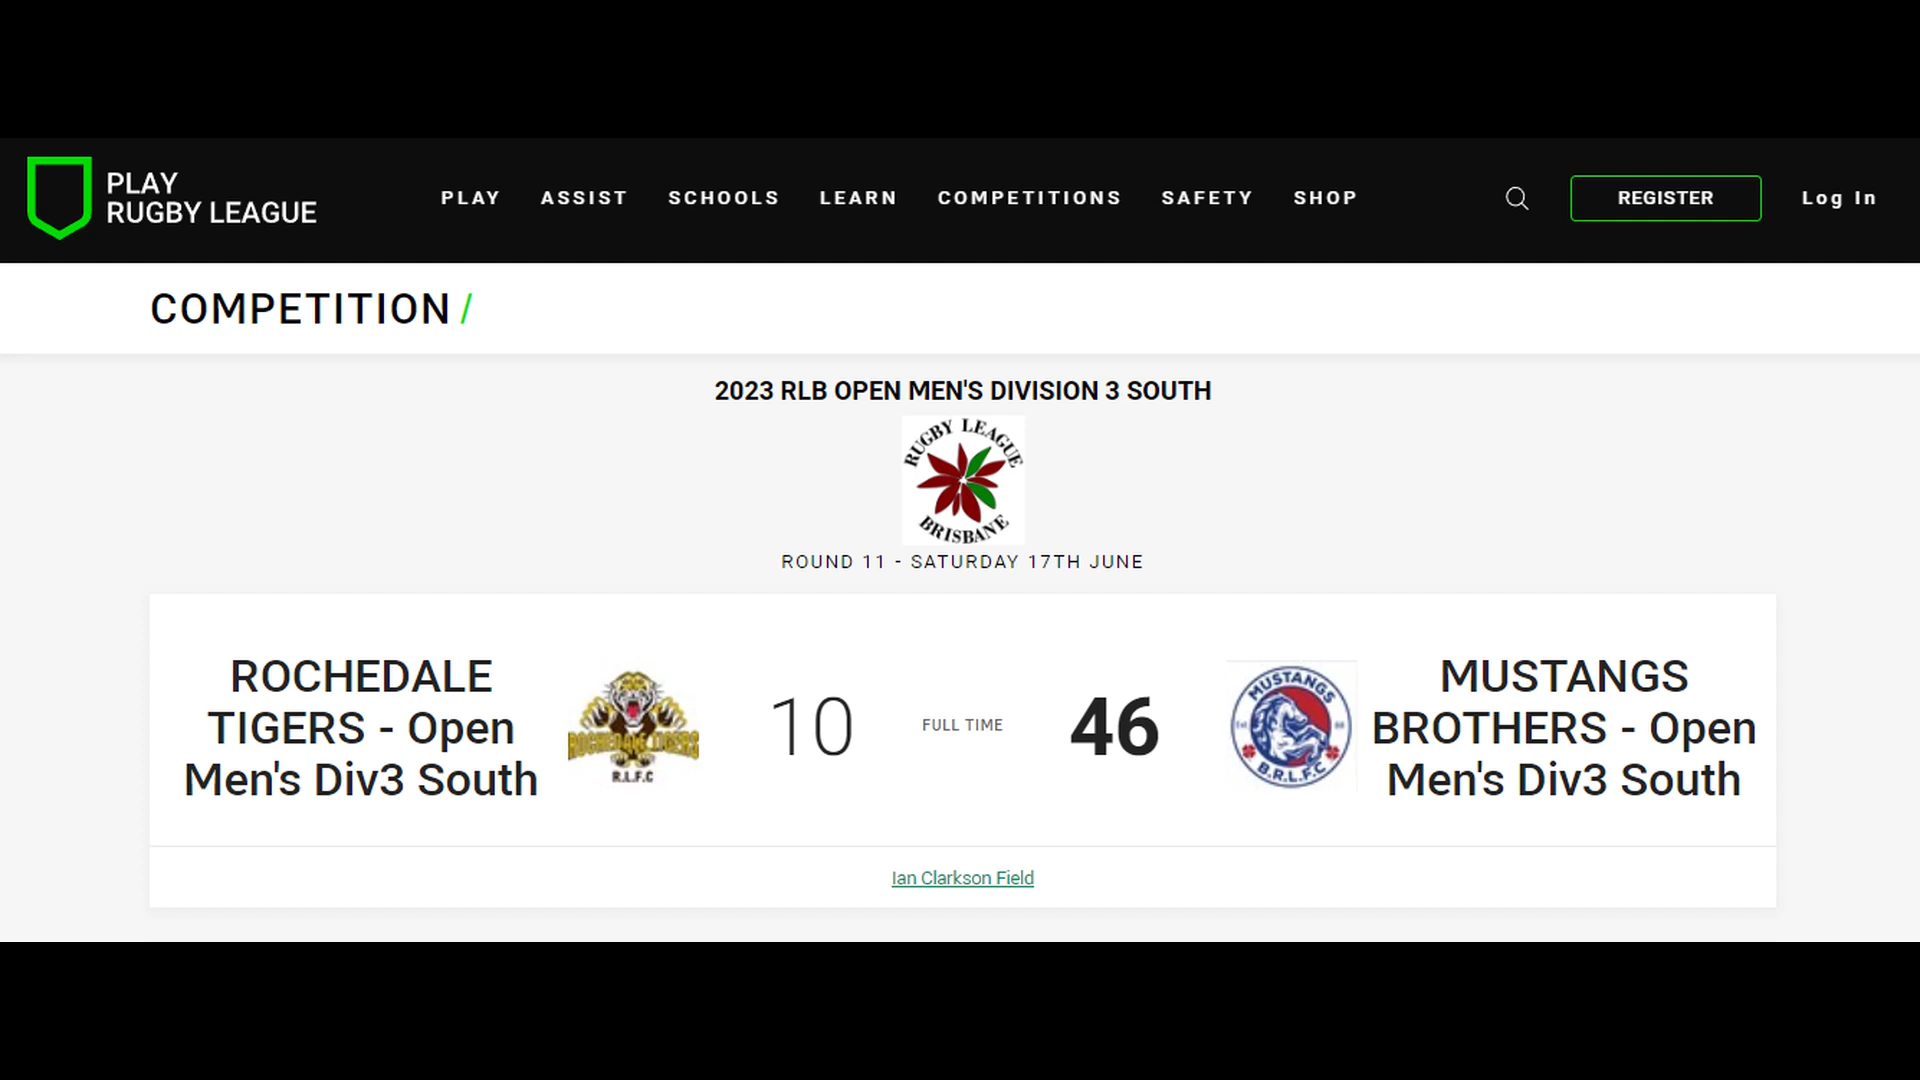 PLAY
RUGBY LEAGUE
PLAY ASSIST SCHOOLS LEARN COMPETITIONS SAFETY SHOP REGISTER Log In
COMPETITION /
2023 RLB OPEN MEN'S DIVISION 3 SOUTH
RUGBY LEAGUE
BRISBANE
ROUND 11 - SATURDAY 17TH JUNE
ROCHEDALE
TIGERS - Open
Men's Div3 South
ROCHEDALE TIGERS
R.L.F.C
10
FULL TIME
46
MUSTANGS
B.R.L.F.C
MUSTANGS
BROTHERS - Open
Men's Div3 South
Ian Clarkson Field